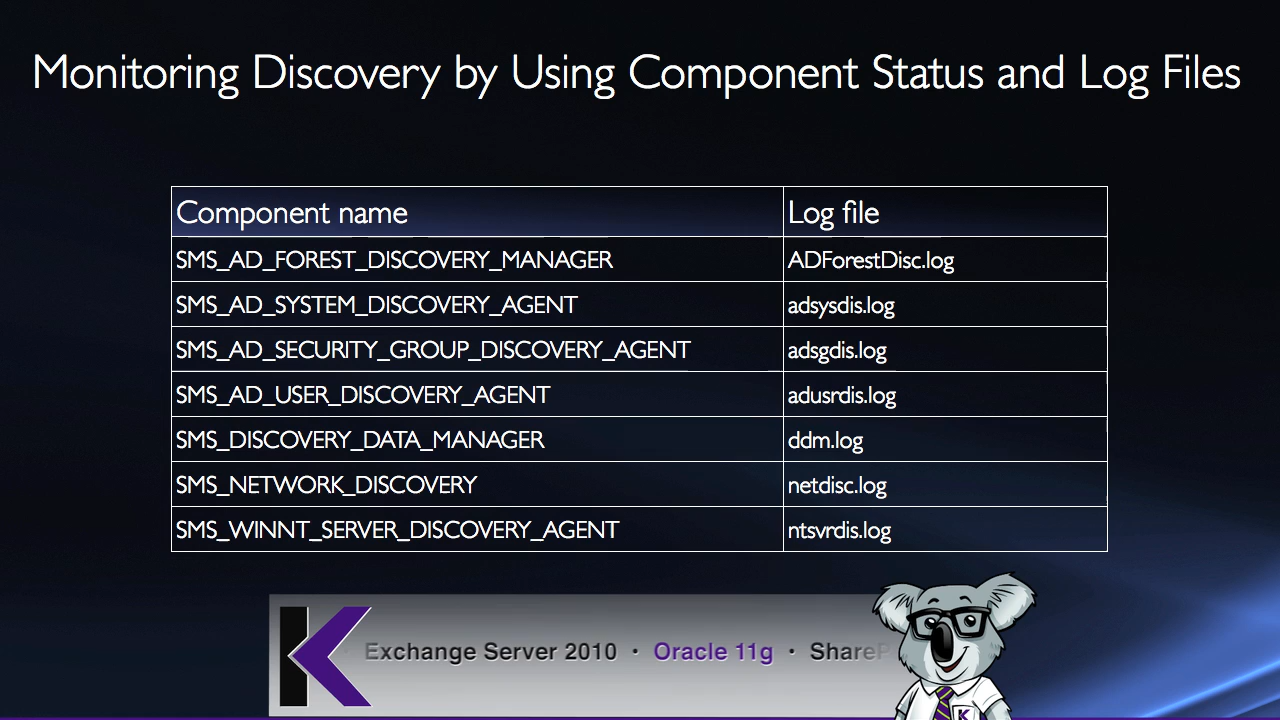 Monitoring Discovery by Using Component Status and Log Files
Component name Log file
SMS_AD_FOREST_DISCOVERY_MANAGER ADForestDisc.log
SMS_AD_SYSTEM_DISCOVERY_AGENT adsysdis.log
SMS_AD_SECURITY_GROUP_DISCOVERY_AGENT adsgdis.log
SMS_AD_USER_DISCOVERY_AGENT adusrdis.log
SMS_DISCOVERY_DATA_MANAGER ddm.log
SMS_NETWORK_DISCOVERY netdisc.log
SMS_WINNT_SERVER_DISCOVERY_AGENT ntsvrdis.log
K Exchange Server 2010 • Oracle 11g • ShareP
K